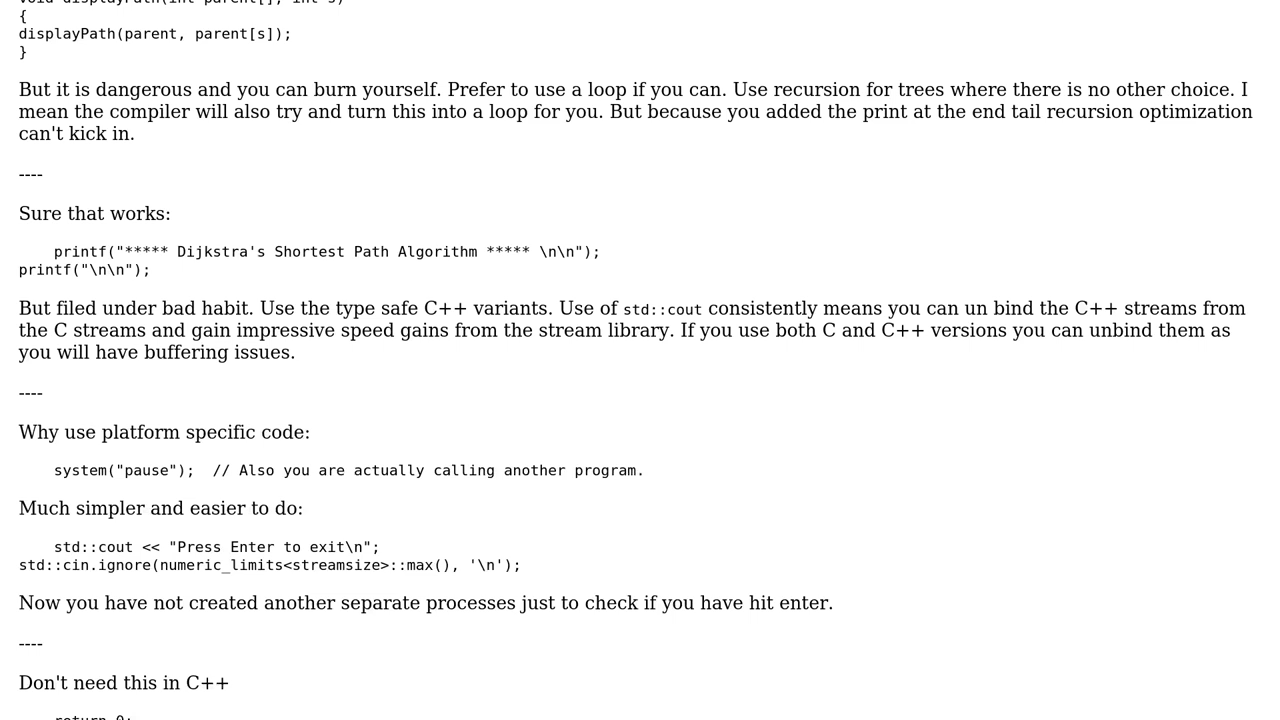 void displayPath(int parent[], int s)
{
displayPath(parent, parent[s]);
}
But it is dangerous and you can burn yourself. Prefer to use a loop if you can. Use recursion for trees where there is no other choice. I
mean the compiler will also try and turn this into a loop for you. But because you added the print at the end tail recursion optimization
can't kick in.
----
Sure that works:
    printf("***** Dijkstra's Shortest Path Algorithm ***** \n\n");
printf("\n\n");
But filed under bad habit. Use the type safe C++ variants. Use of std::cout consistently means you can un bind the C++ streams from
the C streams and gain impressive speed gains from the stream library. If you use both C and C++ versions you can unbind them as
you will have buffering issues.
----
Why use platform specific code:
    system("pause");  // Also you are actually calling another program.
Much simpler and easier to do:
    std::cout << "Press Enter to exit\n";
std::cin.ignore(numeric_limits<streamsize>::max(), '\n');
Now you have not created another separate processes just to check if you have hit enter.
----
Don't need this in C++
    return 0;